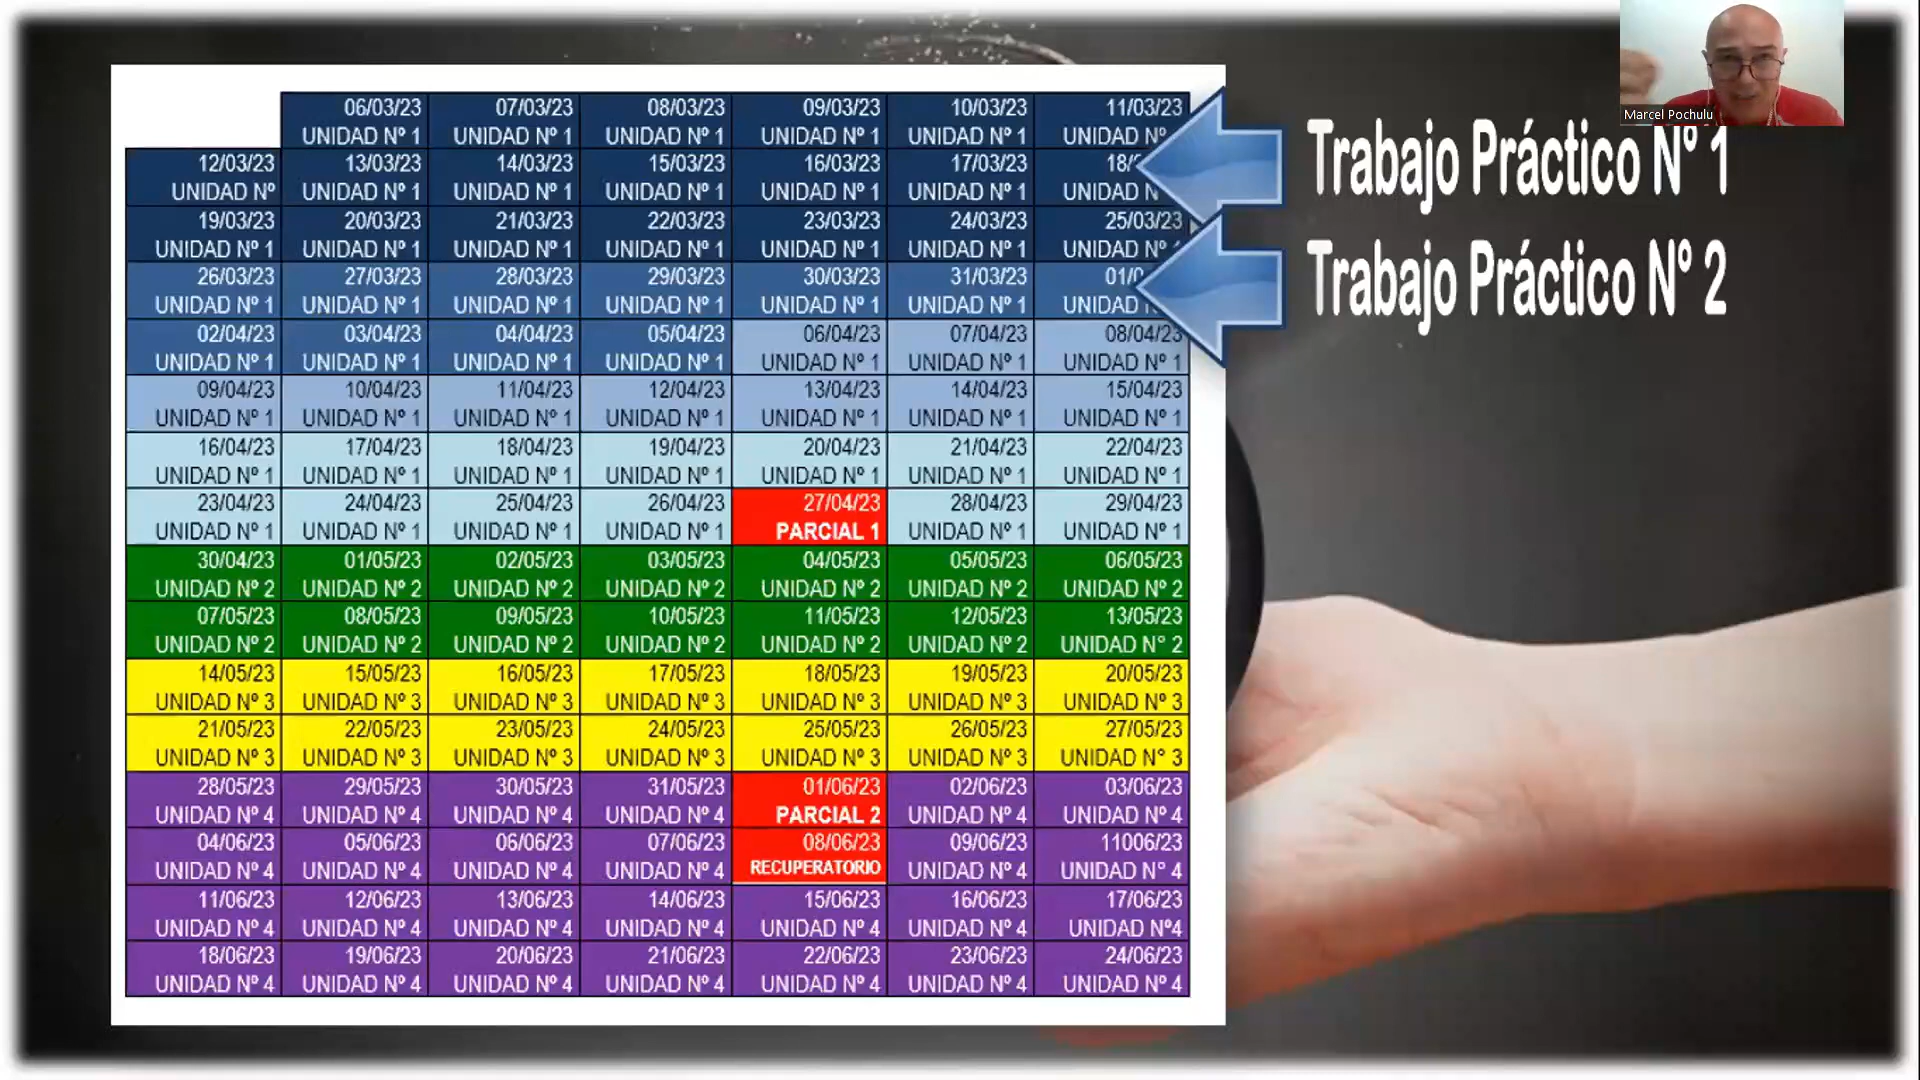 Marcel Pochulu
Trabajo Práctico Nº 1
Trabajo Práctico Nº 2
06/03/23 07/03/23 08/03/23 09/03/23 10/03/23 11/03/23
UNIDAD Nº 1 UNIDAD Nº 1 UNIDAD Nº 1 UNIDAD Nº 1 UNIDAD Nº 1 UNIDAD Nº
12/03/23 13/03/23 14/03/23 15/03/23 16/03/23 17/03/23 18/
UNIDAD Nº UNIDAD Nº 1 UNIDAD Nº 1 UNIDAD Nº 1 UNIDAD Nº 1 UNIDAD Nº 1 UNIDAD
19/03/23 20/03/23 21/03/23 22/03/23 23/03/23 24/03/23 25/03/23
UNIDAD Nº 1 UNIDAD Nº 1 UNIDAD Nº 1 UNIDAD Nº 1 UNIDAD Nº 1 UNIDAD Nº 1 UNIDAD Nº
26/03/23 27/03/23 28/03/23 29/03/23 30/03/23 31/03/23 01/
UNIDAD Nº 1 UNIDAD Nº 1 UNIDAD Nº 1 UNIDAD Nº 1 UNIDAD Nº 1 UNIDAD Nº 1 UNIDAD
02/04/23 03/04/23 04/04/23 05/04/23 06/04/23 07/04/23 08/04/23
UNIDAD Nº 1 UNIDAD Nº 1 UNIDAD Nº 1 UNIDAD Nº 1 UNIDAD Nº 1 UNIDAD Nº 1 UNIDAD Nº 1
09/04/23 10/04/23 11/04/23 12/04/23 13/04/23 14/04/23 15/04/23
UNIDAD Nº 1 UNIDAD Nº 1 UNIDAD Nº 1 UNIDAD Nº 1 UNIDAD Nº 1 UNIDAD Nº 1 UNIDAD Nº 1
16/04/23 17/04/23 18/04/23 19/04/23 20/04/23 21/04/23 22/04/23
UNIDAD Nº 1 UNIDAD Nº 1 UNIDAD Nº 1 UNIDAD Nº 1 UNIDAD Nº 1 UNIDAD Nº 1 UNIDAD Nº 1
23/04/23 24/04/23 25/04/23 26/04/23 27/04/23 28/04/23 29/04/23
UNIDAD Nº 1 UNIDAD Nº 1 UNIDAD Nº 1 UNIDAD Nº 1 PARCIAL 1 UNIDAD Nº 1 UNIDAD Nº 1
30/04/23 01/05/23 02/05/23 03/05/23 04/05/23 05/05/23 06/05/23
UNIDAD Nº 2 UNIDAD Nº 2 UNIDAD Nº 2 UNIDAD Nº 2 UNIDAD Nº 2 UNIDAD Nº 2 UNIDAD Nº 2
07/05/23 08/05/23 09/05/23 10/05/23 11/05/23 12/05/23 13/05/23
UNIDAD Nº 2 UNIDAD Nº 2 UNIDAD Nº 2 UNIDAD Nº 2 UNIDAD Nº 2 UNIDAD Nº 2 UNIDAD N° 2
14/05/23 15/05/23 16/05/23 17/05/23 18/05/23 19/05/23 20/05/23
UNIDAD Nº 3 UNIDAD Nº 3 UNIDAD Nº 3 UNIDAD Nº 3 UNIDAD Nº 3 UNIDAD Nº 3 UNIDAD Nº 3
21/05/23 22/05/23 23/05/23 24/05/23 25/05/23 26/05/23 27/05/23
UNIDAD Nº 3 UNIDAD Nº 3 UNIDAD Nº 3 UNIDAD Nº 3 UNIDAD Nº 3 UNIDAD Nº 3 UNIDAD N° 3
28/05/23 29/05/23 30/05/23 31/05/23 01/06/23 02/06/23 03/06/23
UNIDAD Nº 4 UNIDAD Nº 4 UNIDAD Nº 4 UNIDAD Nº 4 PARCIAL 2 UNIDAD Nº 4 UNIDAD Nº 4
04/06/23 05/06/23 06/06/23 07/06/23 08/06/23 09/06/23 11006/23
UNIDAD Nº 4 UNIDAD Nº 4 UNIDAD Nº 4 UNIDAD Nº 4 RECUPERATORIO UNIDAD Nº 4 UNIDAD N° 4
11/06/23 12/06/23 13/06/23 14/06/23 15/06/23 16/06/23 17/06/23
UNIDAD Nº 4 UNIDAD Nº 4 UNIDAD Nº 4 UNIDAD Nº 4 UNIDAD Nº 4 UNIDAD Nº 4 UNIDAD Nº4
18/06/23 19/06/23 20/06/23 21/06/23 22/06/23 23/06/23 24/06/23
UNIDAD Nº 4 UNIDAD Nº 4 UNIDAD Nº 4 UNIDAD Nº 4 UNIDAD Nº 4 UNIDAD Nº 4 UNIDAD Nº 4